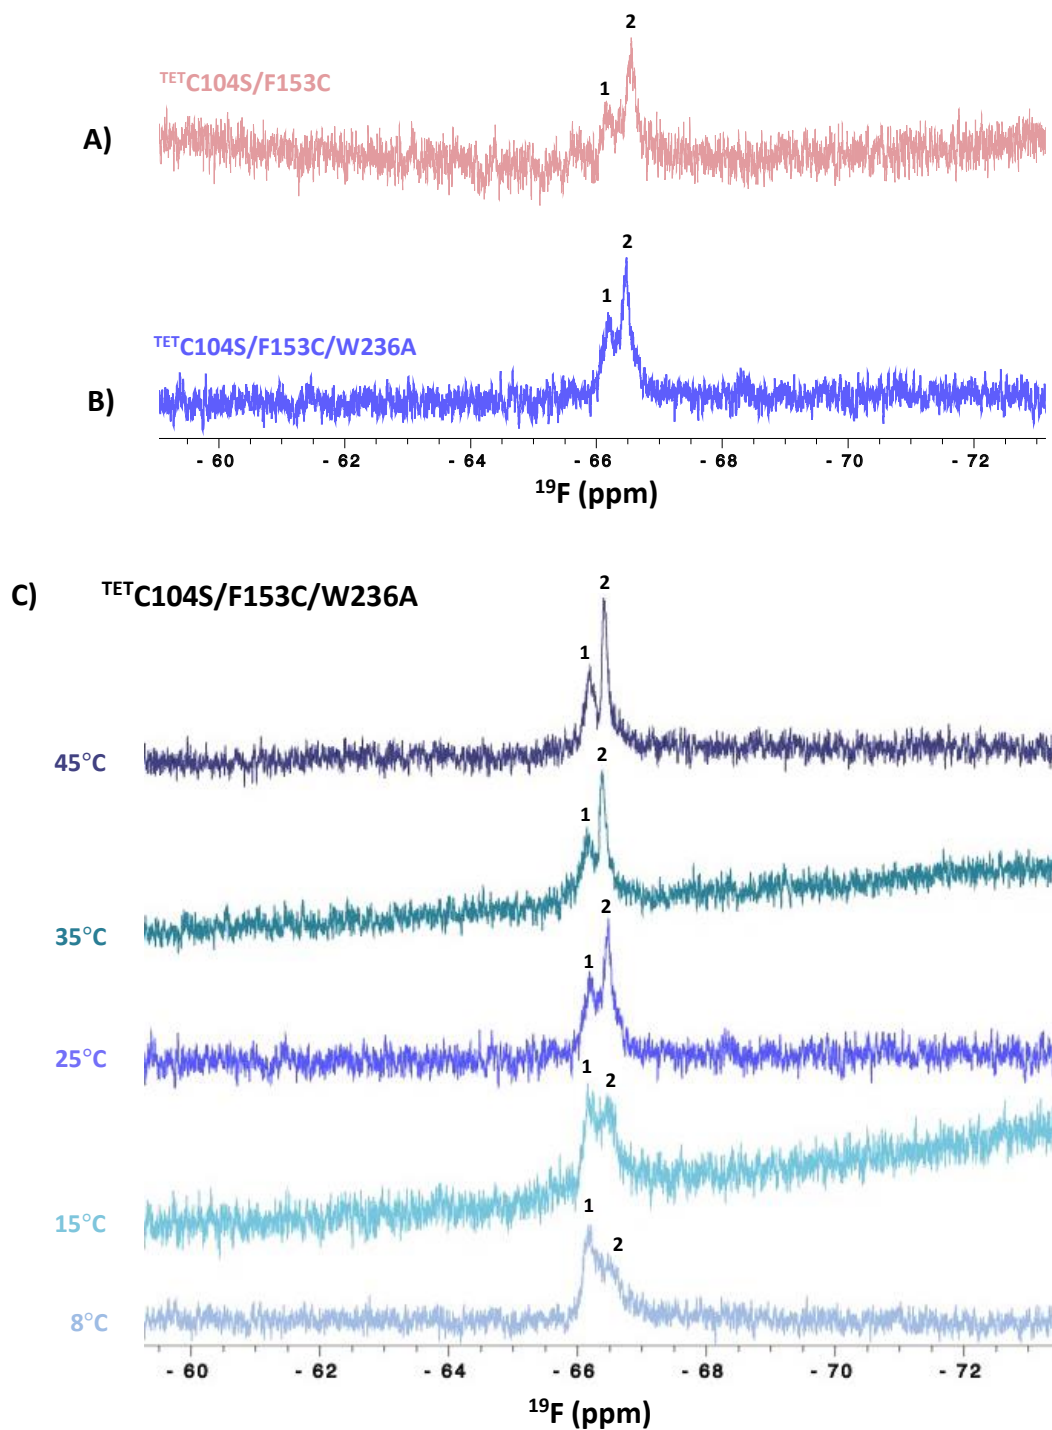 2
TETC104S/F153C
1
A)
2
1
TETC104S/F153C/W236A
B)
- 60 - 62 - 64 - 66 - 68 - 70 - 72
19F (ppm)
C) TETC104S/F153C/W236A
2
1
45°C
2
1
35°C
2
1
25°C
1 2
15°C
1
2
8°C
- 60 - 62 - 64 - 66 - 68 - 70 - 72
19F (ppm)